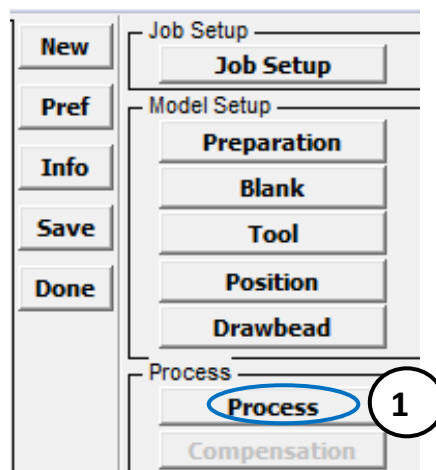 New
Pref
Info
Save
Done
Job Setup
Job Setup
Model Setup
Preparation
Blank
Tool
Position
Drawbead
Process
Process
1
Compensation